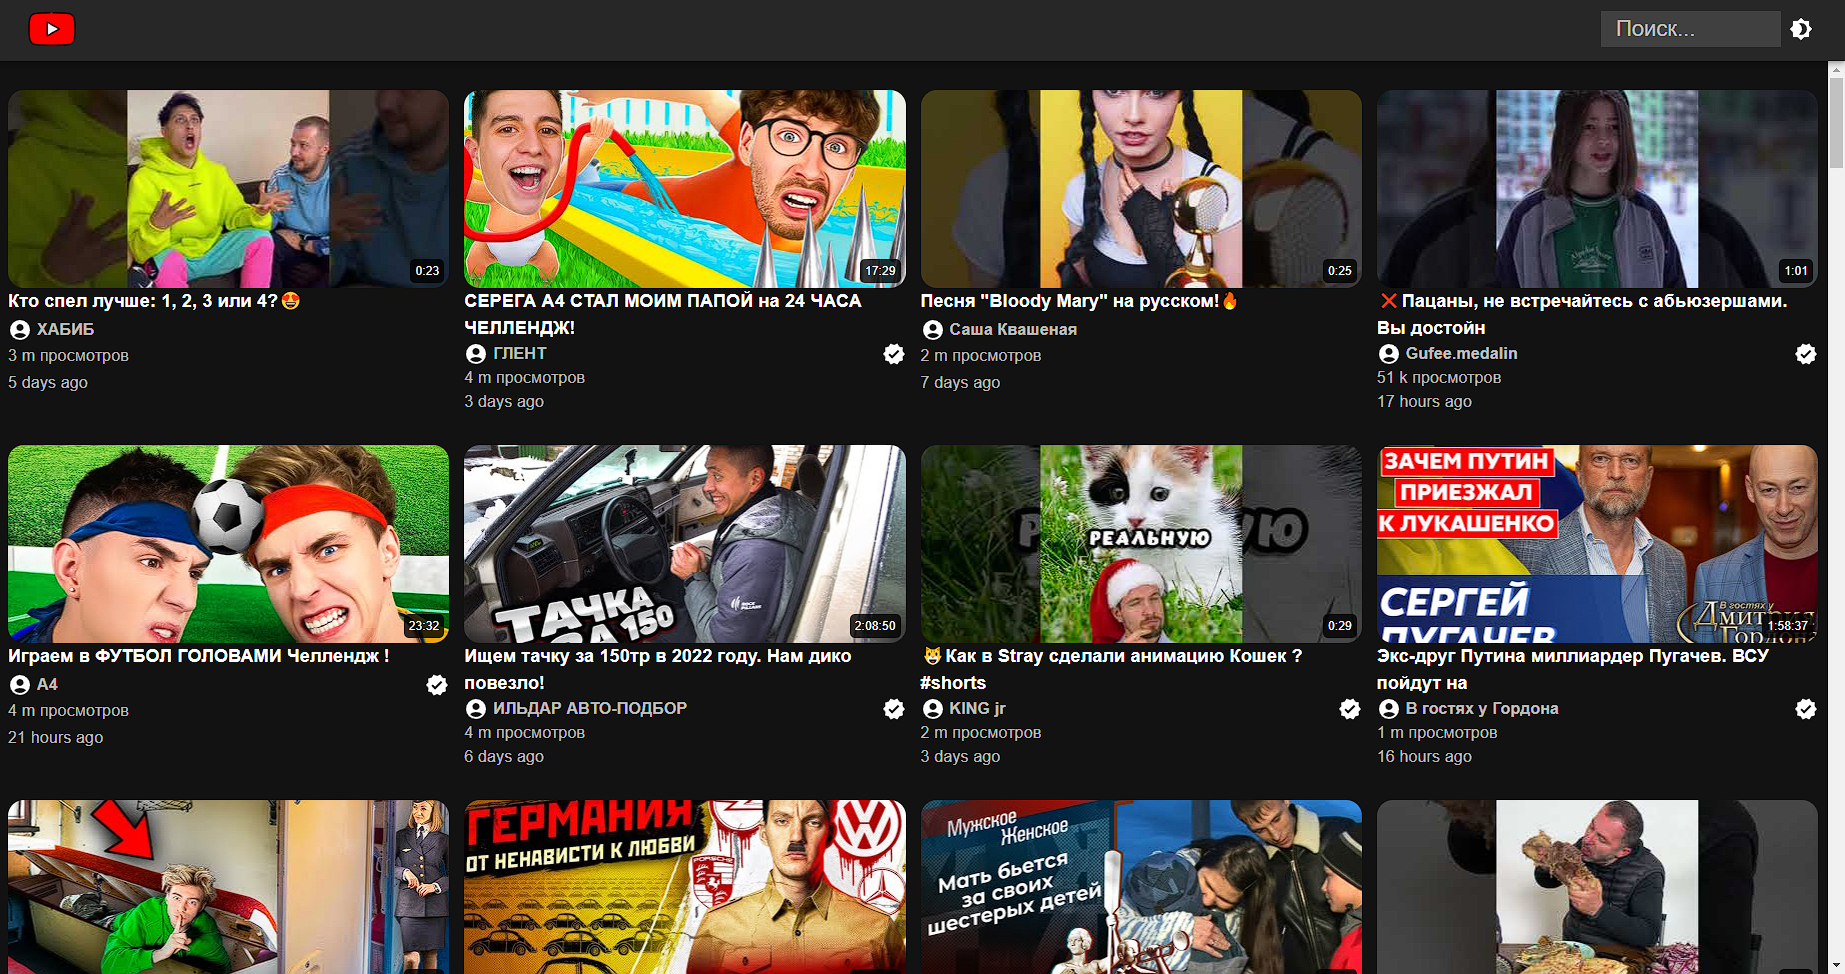 Поиск...
0:23
17:29
0:25
1:01
Кто спел лучше: 1, 2, 3 или 4?😍
ХАБИБ
3 m просмотров
5 days ago
СЕРЕГА А4 СТАЛ МОИМ ПАПОЙ на 24 ЧАСА
ЧЕЛЛЕНДЖ!
ГЛЕНТ
4 m просмотров
3 days ago
Песня "Bloody Mary" на русском!🔥
Саша Квашеная
2 m просмотров
7 days ago
❌ Пацаны, не встречайтесь с абьюзершами.
Вы достойн
Gufee.medalin
51 k просмотров
17 hours ago
23:32
Играем в ФУТБОЛ ГОЛОВАМИ Челлендж !
А4
4 m просмотров
21 hours ago
ТАЧКА
ЗА 150
2:08:50
Ищем тачку за 150тр в 2022 году. Нам дико
повезло!
ИЛЬДАР АВТО-ПОДБОР
4 m просмотров
6 days ago
РЕАЛЬНУЮ
0:29
😺Как в Stray сделали анимацию Кошек ?
#shorts
KING jr
2 m просмотров
3 days ago
ЗАЧЕМ ПУТИН
ПРИЕЗЖАЛ
К ЛУКАШЕНКО
СЕРГЕЙ
ПУГАЧЕВ
В гостях у
Дмитрия
Гордона
1:58:37
Экс-друг Путина миллиардер Пугачев. ВСУ
пойдут на
В гостях у Гордона
1 m просмотров
16 hours ago
ГЕРМАНИЯ
ОТ НЕНАВИСТИ К ЛЮБВИ
PORSCHE
Мужское
Женское
Мать бьется
за своих
шестерых детей